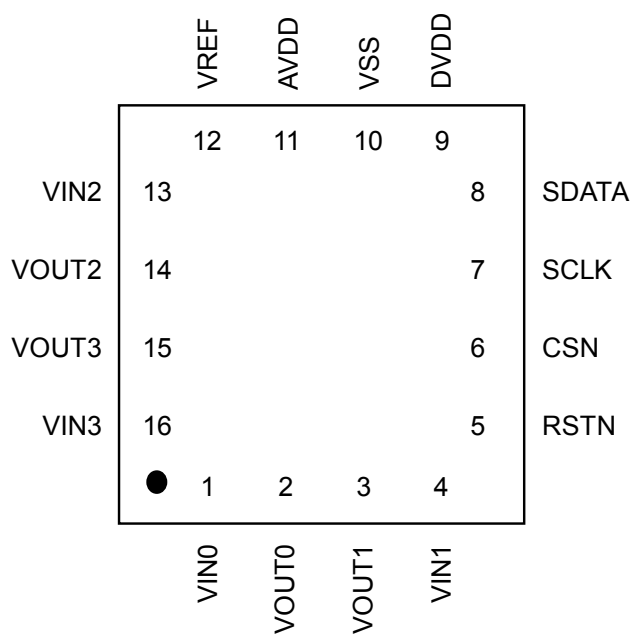 VREF AVDD VSS DVDD
12 11 10 9
VIN2 13 8 SDATA
VOUT2 14 7 SCLK
VOUT3 15 6 CSN
VIN3 16 5 RSTN
1 2 3 4
VIN0 VOUT0 VOUT1 VIN1